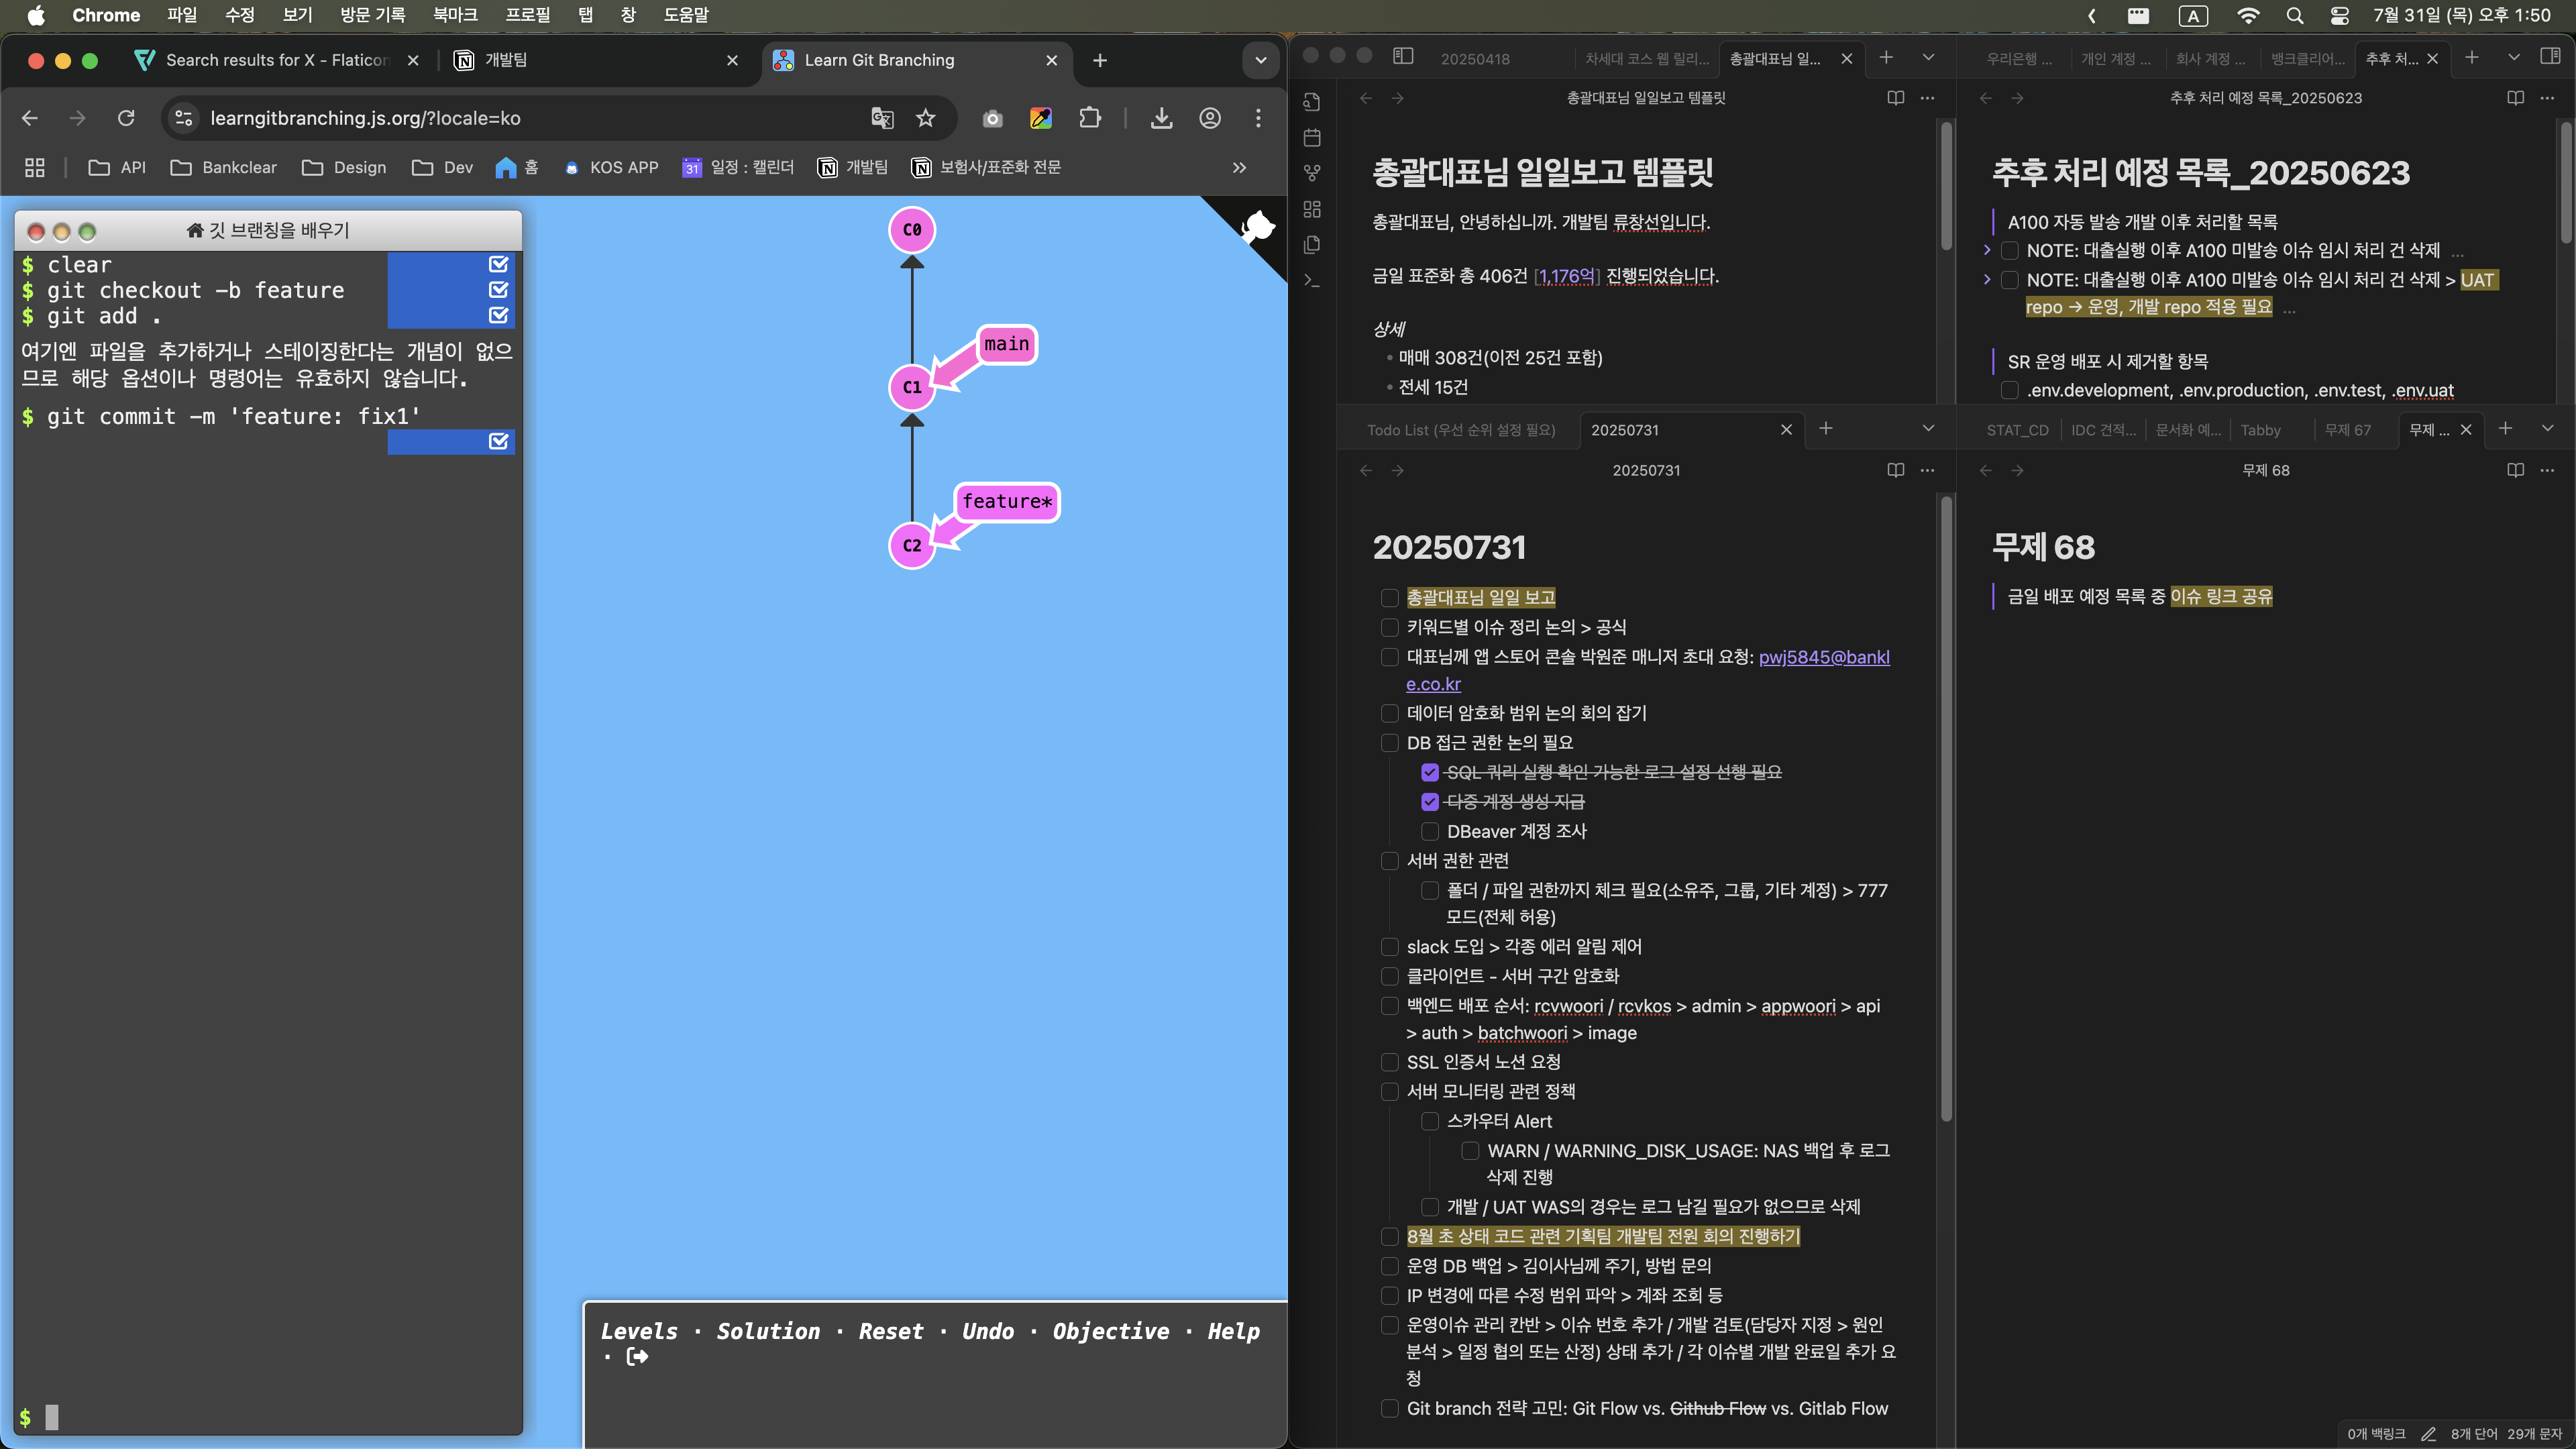 Chrome 파일 수정 보기 방문 기록 북마크 프로필 탭 창 도움말
A 7월 31일 (목) 오후 1:50
Search results for X - Flaticon
개발팀
Learn Git Branching
learngitbranching.js.org/?locale=ko
API Bankclear Design Dev 홈 KOS APP 31 일정 : 캘린더 개발팀 보험사/표준화 전문
깃 브랜칭을 배우기
$ clear
$ git checkout -b feature
$ git add .
여기엔 파일을 추가하거나 스테이징한다는 개념이 없으
므로 해당 옵션이나 명령어는 유효하지 않습니다.
$ git commit -m 'feature: fix1'
$
C0
main
C1
feature*
C2
Levels · Solution · Reset · Undo · Objective · Help
·
20250418 차세대 코스 웹 릴리... 총괄대표님 일...
총괄대표님 일일보고 템플릿
총괄대표님 일일보고 템플릿
총괄대표님, 안녕하십니까. 개발팀 류창선입니다.
금일 표준화 총 406건 [1,176억] 진행되었습니다.
상세
• 매매 308건(이전 25건 포함)
• 전세 15건
우리은행 ... 개인 계정 ... 회사 계정 ... 뱅크클리어... 추후 처...
추후 처리 예정 목록_20250623
추후 처리 예정 목록_20250623
A100 자동 발송 개발 이후 처리할 목록
NOTE: 대출실행 이후 A100 미발송 이슈 임시 처리 건 삭제 ...
NOTE: 대출실행 이후 A100 미발송 이슈 임시 처리 건 삭제 > UAT
repo → 운영, 개발 repo 적용 필요 ...
SR 운영 배포 시 제거할 항목
.env.development, .env.production, .env.test, .env.uat
Todo List (우선 순위 설정 필요) 20250731
20250731
20250731
총괄대표님 일일 보고
키워드별 이슈 정리 논의 > 공식
대표님께 앱 스토어 콘솔 박원준 매니저 초대 요청: pwj5845@bankl
e.co.kr
데이터 암호화 범위 논의 회의 잡기
DB 접근 권한 논의 필요
SQL 쿼리 실행 확인 가능한 로그 설정 선행 필요
다중 계정 생성 지급
DBeaver 계정 조사
서버 권한 관련
폴더 / 파일 권한까지 체크 필요(소유주, 그룹, 기타 계정) > 777
모드(전체 허용)
slack 도입 > 각종 에러 알림 제어
클라이언트 - 서버 구간 암호화
백엔드 배포 순서: rcvwoori / rcvkos > admin > appwoori > api
> auth > batchwoori > image
SSL 인증서 노션 요청
서버 모니터링 관련 정책
스카우터 Alert
WARN / WARNING_DISK_USAGE: NAS 백업 후 로그
삭제 진행
개발 / UAT WAS의 경우는 로그 남길 필요가 없으므로 삭제
8월 초 상태 코드 관련 기획팀 개발팀 전원 회의 진행하기
운영 DB 백업 > 김이사님께 주기, 방법 문의
IP 변경에 따른 수정 범위 파악 > 계좌 조회 등
운영이슈 관리 칸반 > 이슈 번호 추가 / 개발 검토(담당자 지정 > 원인
분석 > 일정 협의 또는 산정) 상태 추가 / 각 이슈별 개발 완료일 추가 요
청
Git branch 전략 고민: Git Flow vs. Github Flow vs. Gitlab Flow
STAT_CD IDC 견적... 문서화 예... Tabby 무제 67 무제 ...
무제 68
무제 68
금일 배포 예정 목록 중 이슈 링크 공유
0개 백링크 8개 단어 29개 문자